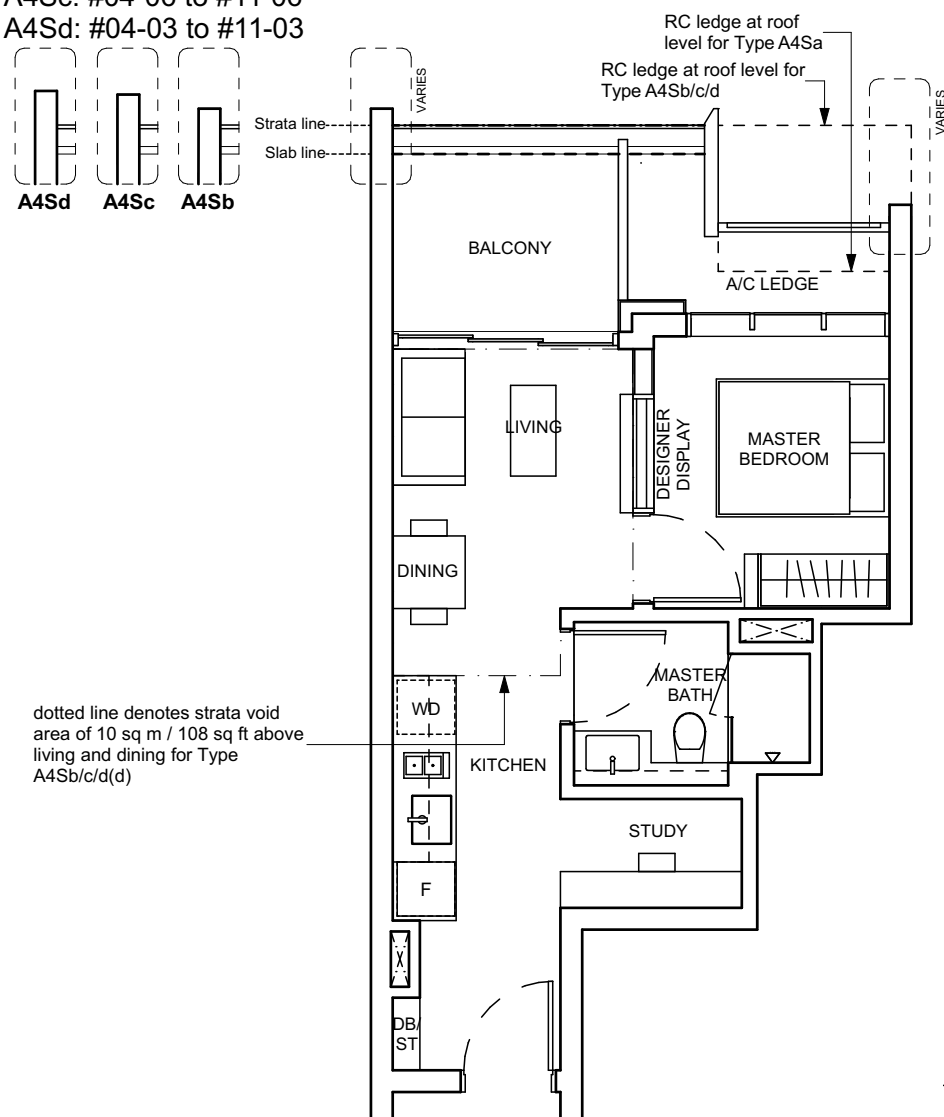 A4Sc: #04-06 to #11-06
A4Sd: #04-03 to #11-03
RC ledge at roof
level for Type A4Sa
RC ledge at roof level for
Type A4Sb/c/d
VARIES
VARIES
Strata line
Slab line
A4Sd
A4Sc
A4Sb
BALCONY
A/C LEDGE
LIVING
DESIGNER
DISPLAY
MASTER
BEDROOM
DINING
MASTER
BATH
dotted line denotes strata void
area of 10 sq m / 108 sq ft above
living and dining for Type
A4Sb/c/d(d)
WD
KITCHEN
STUDY
F
DB/
ST